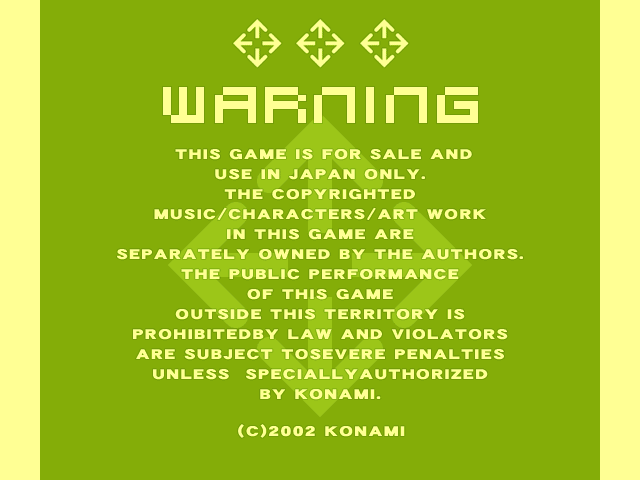 WARNING
THIS GAME IS FOR SALE AND
USE IN JAPAN ONLY.
THE COPYRIGHTED
MUSIC/CHARACTERS/ART WORK
IN THIS GAME ARE
SEPARATELY OWNED BY THE AUTHORS.
THE PUBLIC PERFORMANCE
OF THIS GAME
OUTSIDE THIS TERRITORY IS
PROHIBITEDBY LAW AND VIOLATORS
ARE SUBJECT TOSEVERE PENALTIES
UNLESS  SPECIALLYAUTHORIZED
BY KONAMI.
(C)2002 KONAMI